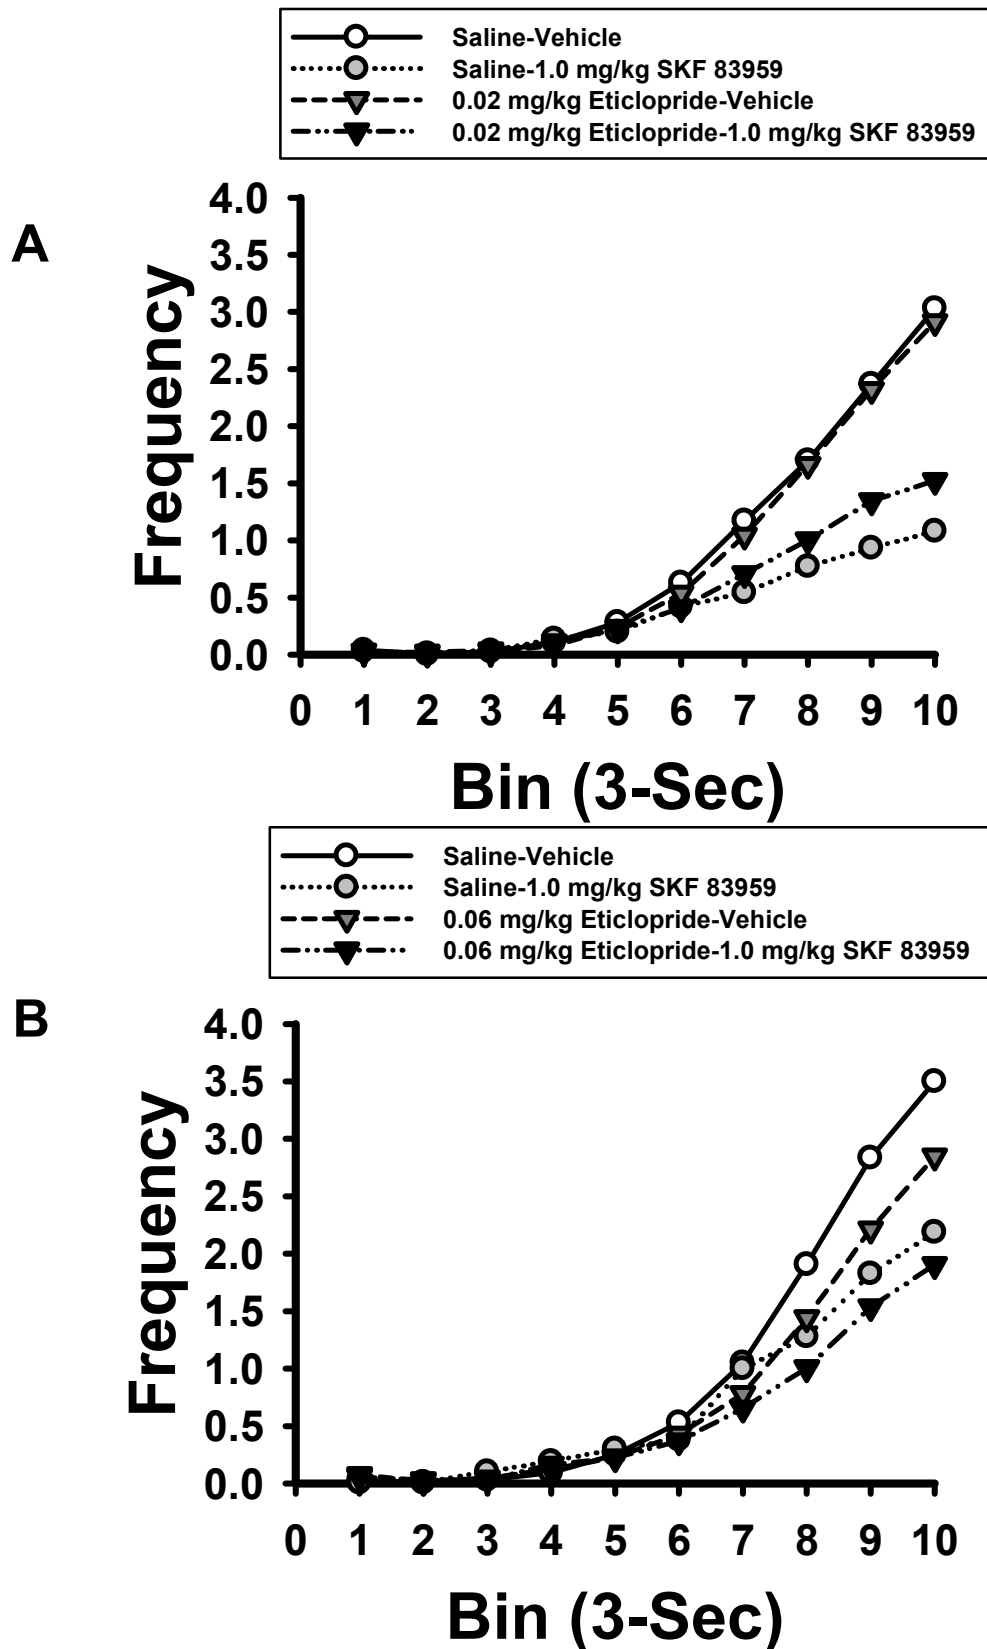 Saline-Vehicle
Saline-1.0 mg/kg SKF 83959
0.02 mg/kg Eticlopride-Vehicle
0.02 mg/kg Eticlopride-1.0 mg/kg SKF 83959
A
Frequency
4.0
3.5
3.0
2.5
2.0
1.5
1.0
0.5
0.0
0 1 2 3 4 5 6 7 8 9 10
Bin (3-Sec)
Saline-Vehicle
Saline-1.0 mg/kg SKF 83959
0.06 mg/kg Eticlopride-Vehicle
0.06 mg/kg Eticlopride-1.0 mg/kg SKF 83959
B
Frequency
4.0
3.5
3.0
2.5
2.0
1.5
1.0
0.5
0.0
0 1 2 3 4 5 6 7 8 9 10
Bin (3-Sec)